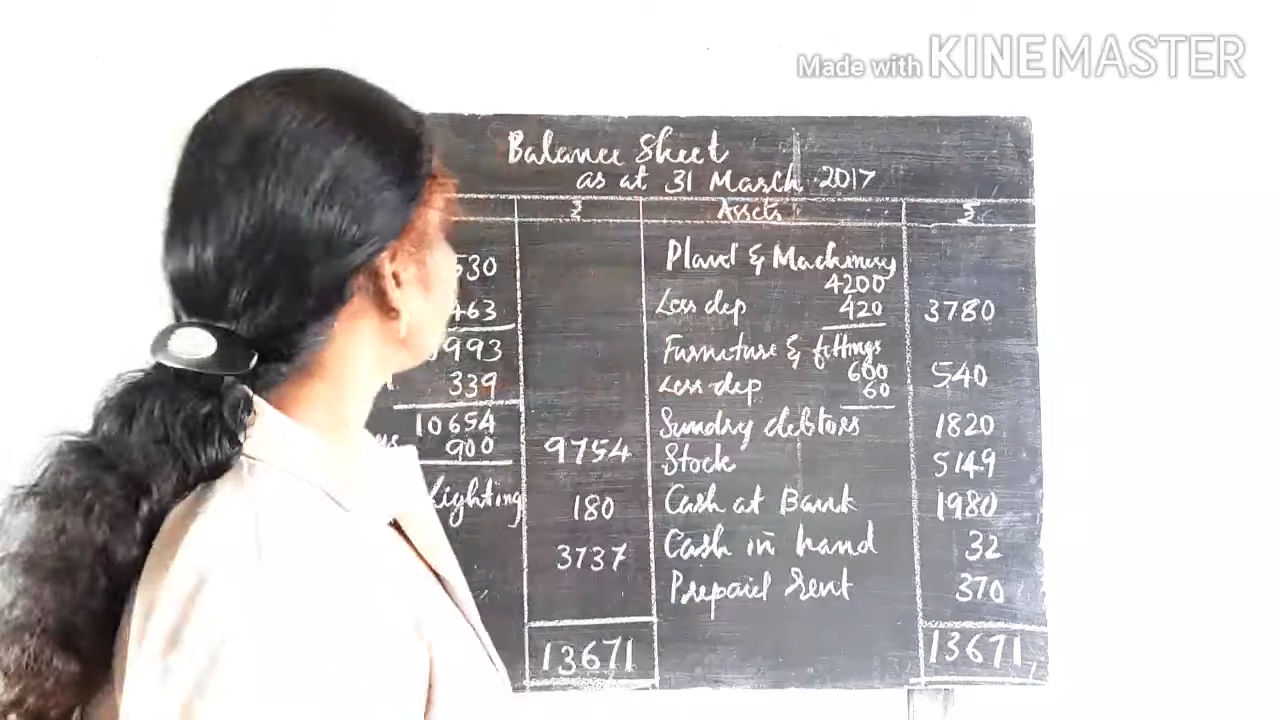 Made with KINEMASTER
Balance Sheet
as at 31 March 2017
₹ Assets ₹
530 Plant & Machinery
4200
463 Less dep 420 3780
993 Furniture & fittings
339 Less dep 600 540
60
10654 Sundry debtors 1820
900 9754 Stock 5149
Lighting 180 Cash at Bank 1980
3737 Cash in hand 32
Prepaid rent 370
13671 13671